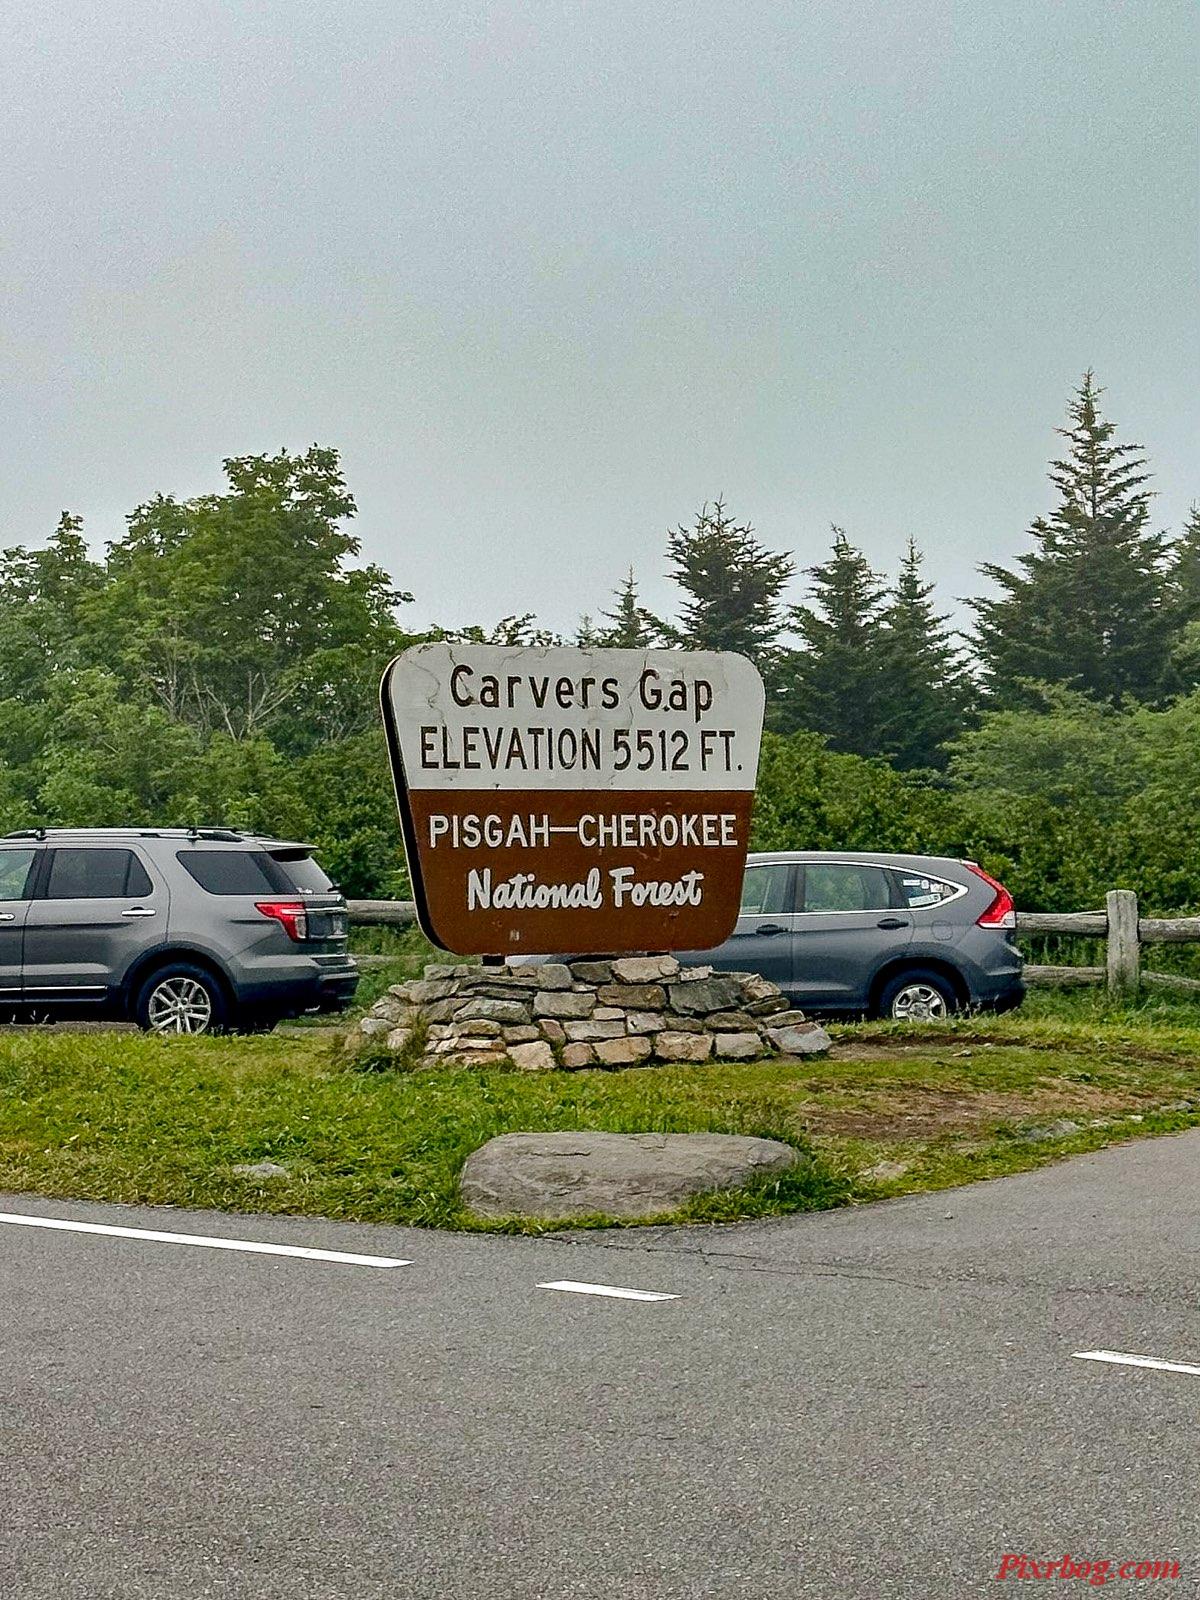 Carvers Gap
ELEVATION 5512 FT.
PISGAH—CHEROKEE
National Forest
Pixrbog.com